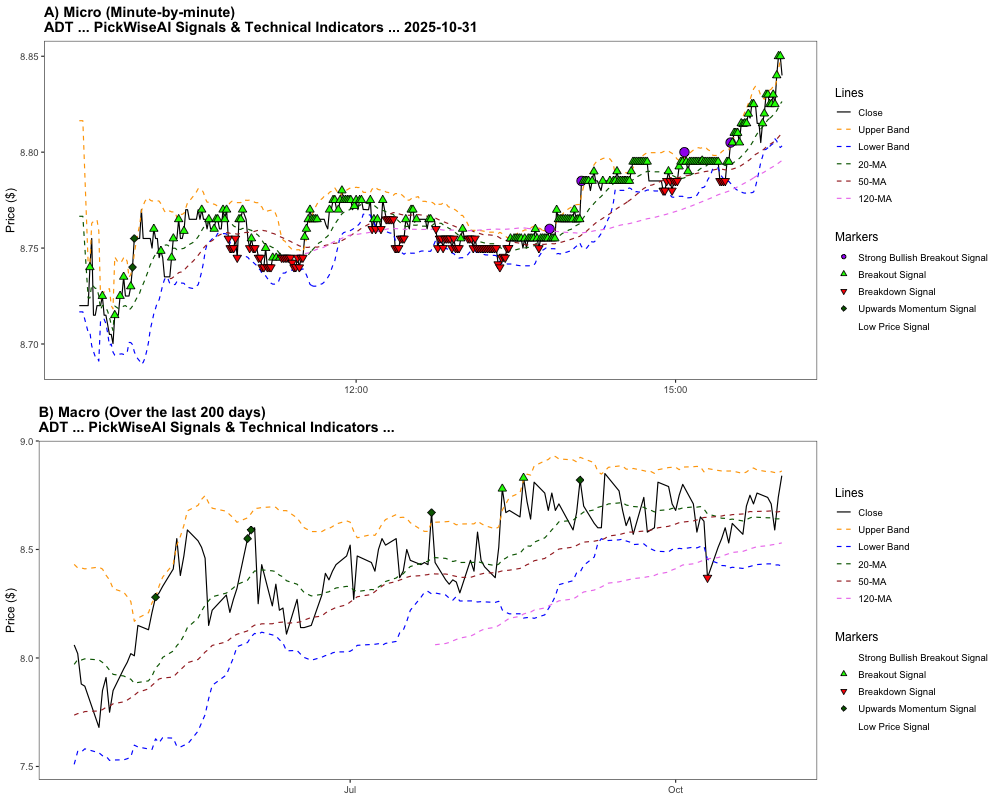 A) Micro (Minute-by-minute)
ADT ... PickWiseAI Signals & Technical Indicators ... 2025-10-31
8.85
8.80
8.75
8.70
Price ($)
12:00
15:00
Lines
Close
Upper Band
Lower Band
20-MA
50-MA
120-MA
Markers
Strong Bullish Breakout Signal
Breakout Signal
Breakdown Signal
Upwards Momentum Signal
Low Price Signal
B) Macro (Over the last 200 days)
ADT ... PickWiseAI Signals & Technical Indicators ...
9.0
8.5
8.0
7.5
Price ($)
Jul
Oct
Lines
Close
Upper Band
Lower Band
20-MA
50-MA
120-MA
Markers
Strong Bullish Breakout Signal
Breakout Signal
Breakdown Signal
Upwards Momentum Signal
Low Price Signal